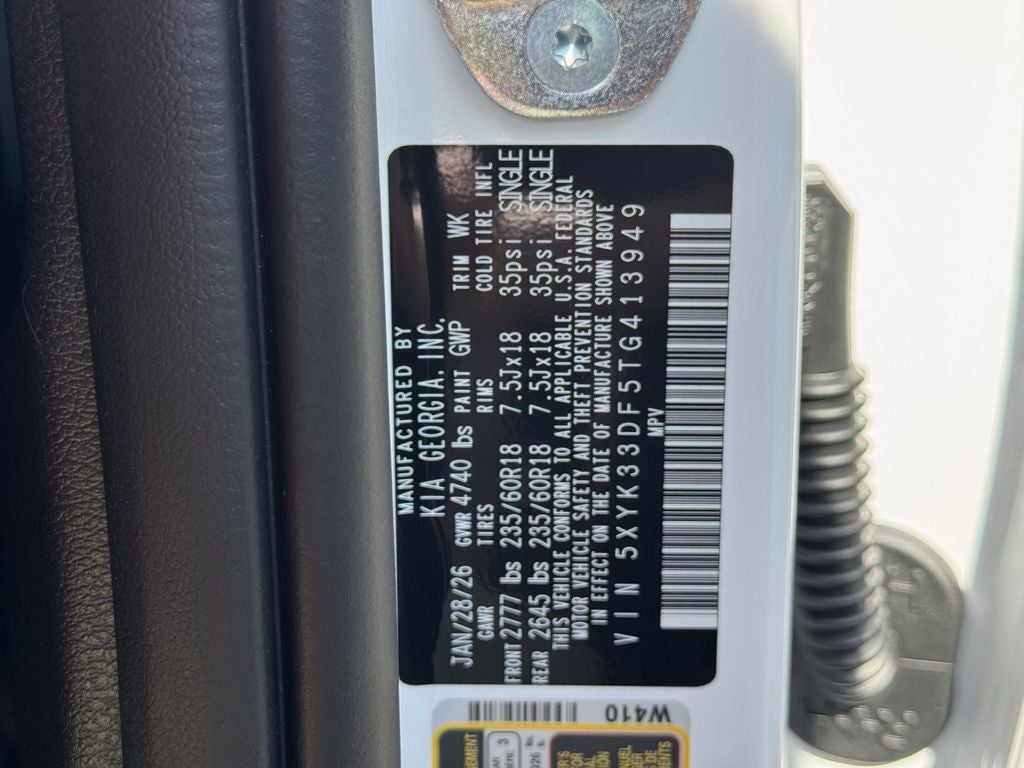 MANUFACTURED BY
KIA GEORGIA, INC.
JAN/28/26 GVWR 4740 lbs PAINT GWP TRIM WK
GAWR TIRES RIMS COLD TIRE INFL
FRONT 2777 lbs 235/60R18 7.5Jx18 35psi SINGLE
REAR 2645 lbs 235/60R18 7.5Jx18 35psi SINGLE
THIS VEHICLE CONFORMS TO ALL APPLICABLE U.S.A. FEDERAL
MOTOR VEHICLE SAFETY AND THEFT PREVENTION STANDARDS
IN EFFECT ON THE DATE OF MANUFACTURE SHOWN ABOVE
VIN 5XYK33DF5TG413949
MPV
W410